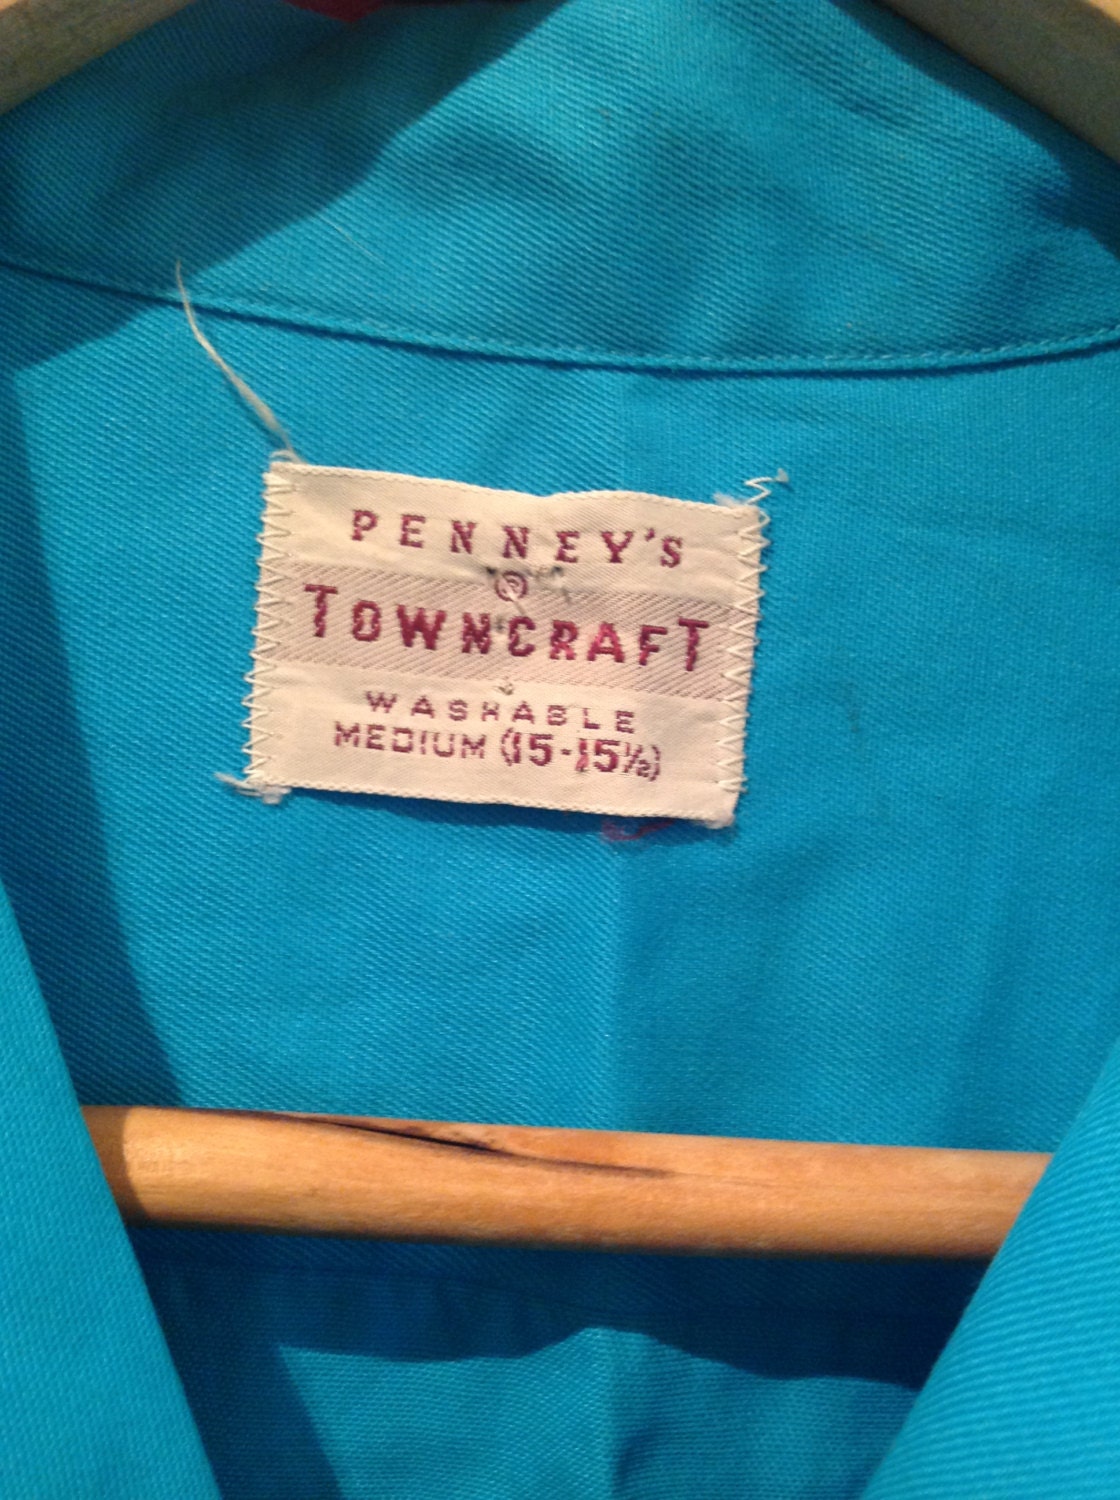 PENNEY'S
®
TOWNCRAFT
WASHABLE
MEDIUM (15-15½)